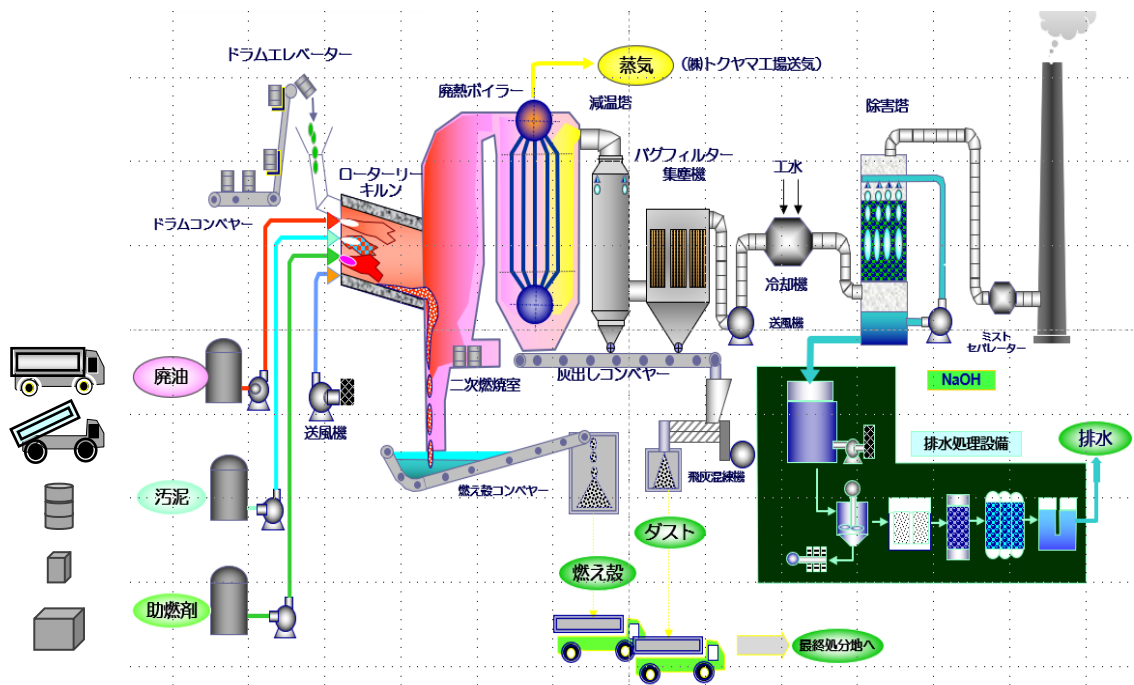 ドラムエレベーター
蒸気
(㈱トクヤマ工場送気)
廃熱ボイラー
減温塔
除害塔
バグフィルター
集塵機
工水
ローターリー
キルン
ドラムコンベヤー
冷却機
送風機
ミスト
セパレーター
二次燃焼室
灰出しコンベヤー
廃油
NaOH
送風機
排水処理設備
排水
汚泥
燃え殻コンベヤー
飛灰混練機
ダスト
燃え殻
助燃剤
最終処分地へ